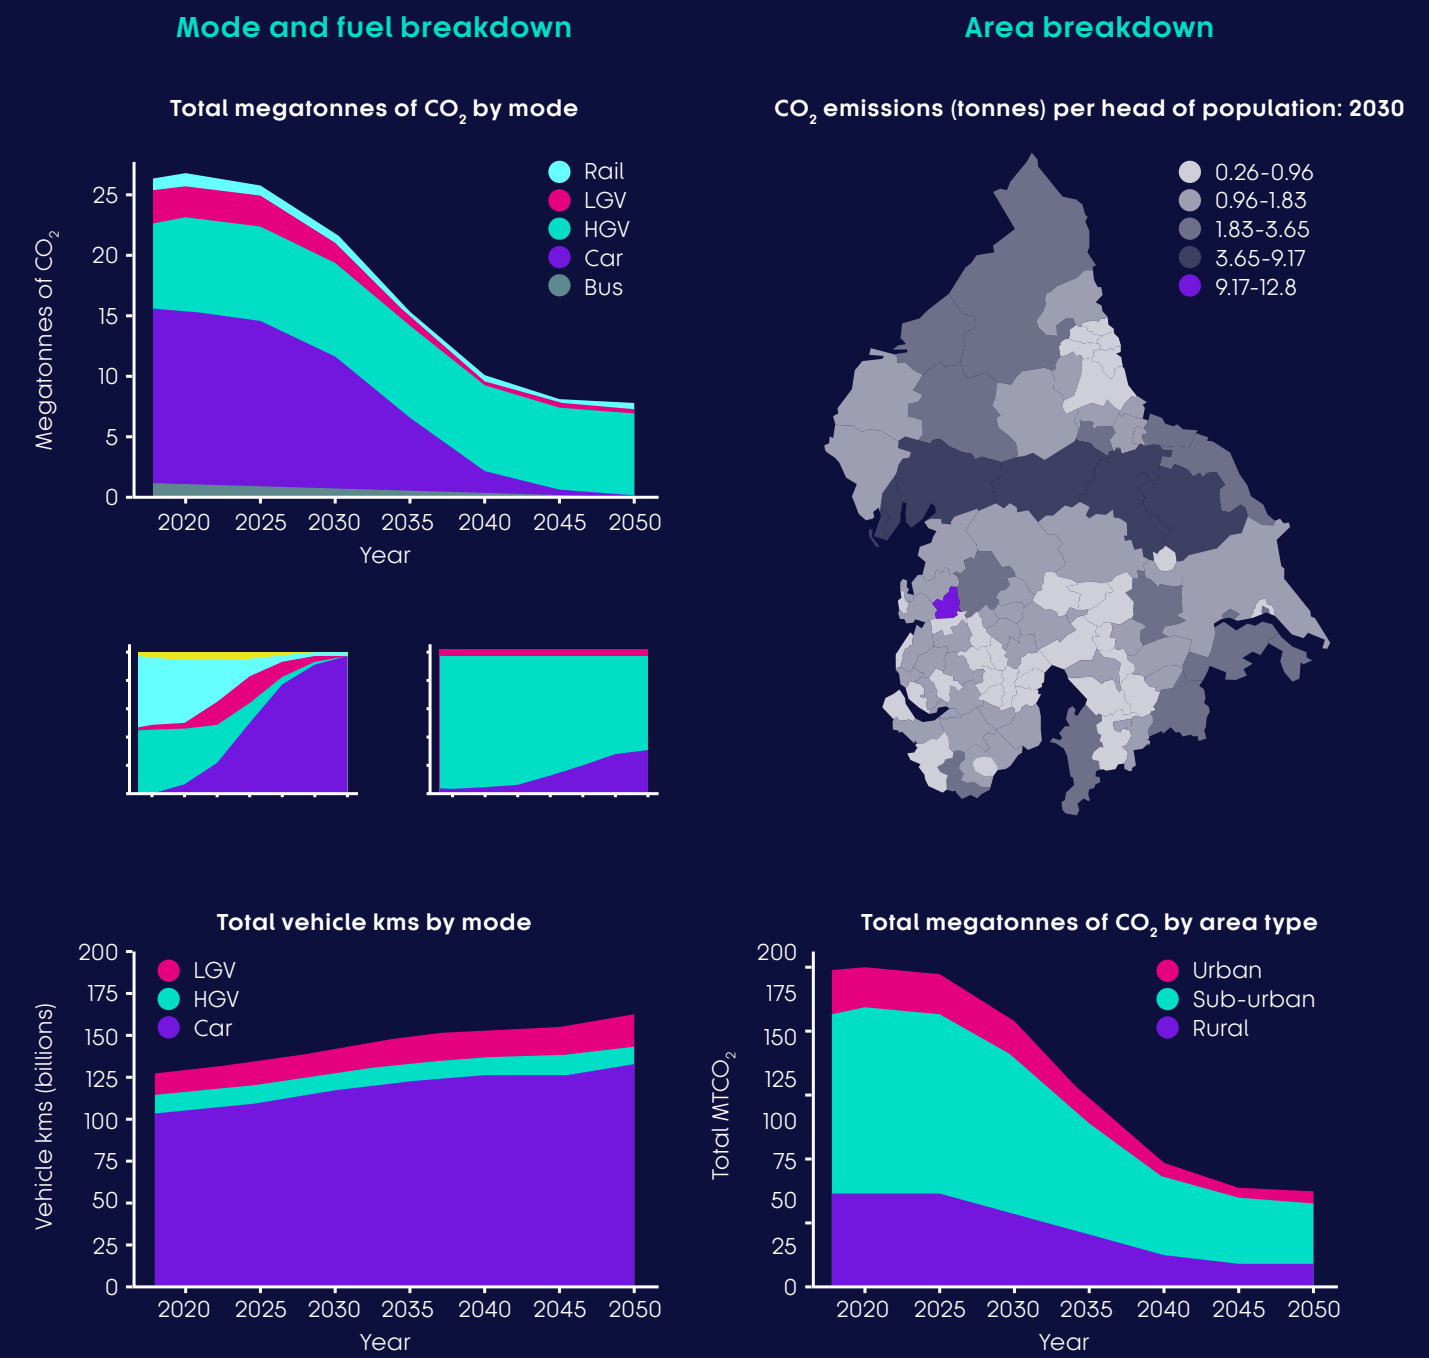 Mode and fuel breakdown
Area breakdown
Total megatonnes of CO₂ by mode
CO₂ emissions (tonnes) per head of population: 2030
Rail
LGV
HGV
Car
Bus
25
20
15
10
5
0
Megatonnes of CO₂
2020 2025 2030 2035 2040 2045 2050
Year
0.26-0.96
0.96-1.83
1.83-3.65
3.65-9.17
9.17-12.8
Total vehicle kms by mode
200
175
150
125
100
75
50
25
0
LGV
HGV
Car
Vehicle kms (billions)
2020 2025 2030 2035 2040 2045 2050
Year
Total megatonnes of CO₂ by area type
200
175
150
125
100
75
50
25
0
Urban
Sub-urban
Rural
Total MTCO₂
2020 2025 2030 2035 2040 2045 2050
Year